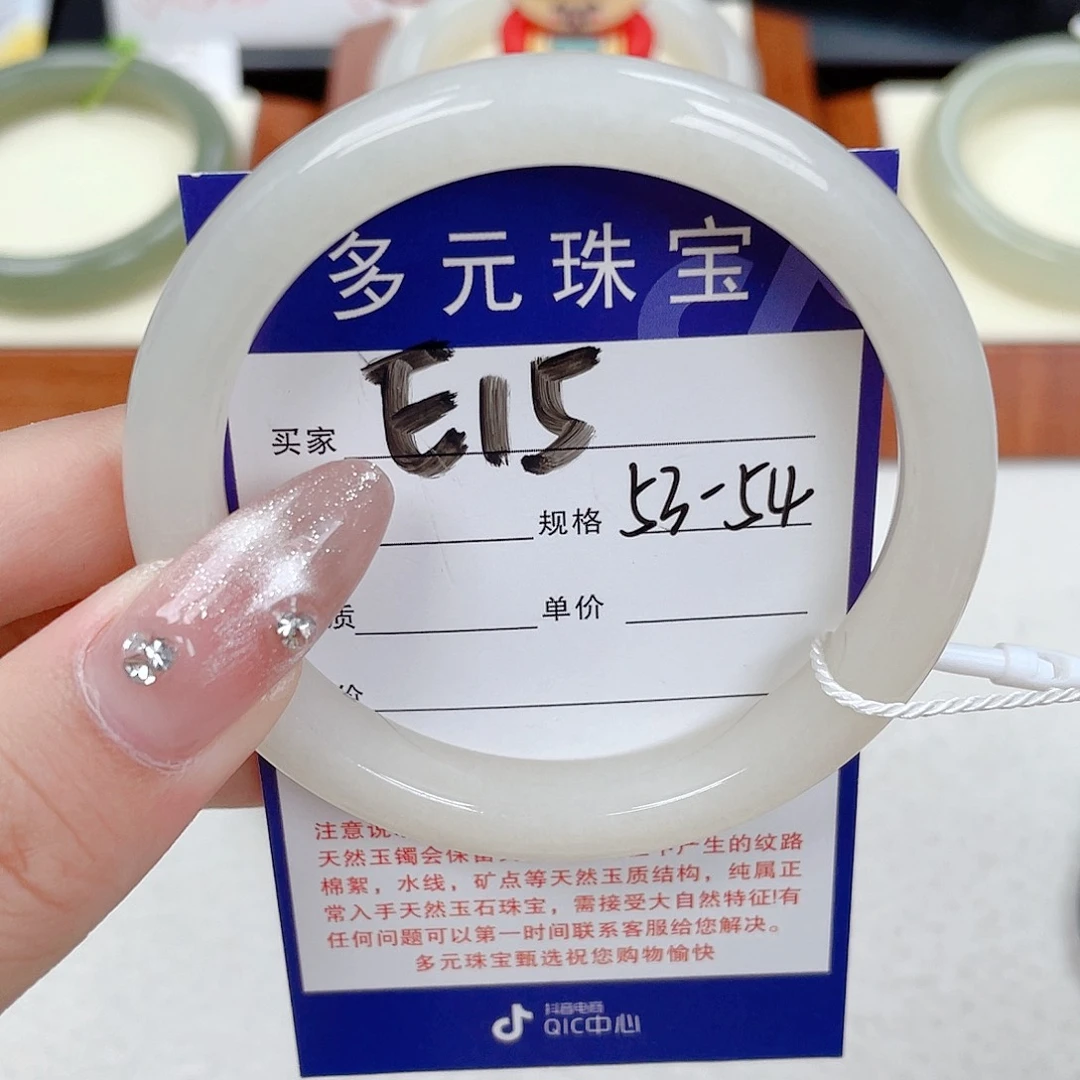 多元珠宝
买家 E15
规格 53-54
质 单价
价
注意说
天然玉镯会保留 产生的纹路
棉絮，水线，矿点等天然玉质结构，纯属正
常入手天然玉石珠宝，需接受大自然特征!有
任何问题可以第一时间联系客服给您解决。
多元珠宝甄选祝您购物愉快
抖音电商
QIC中心